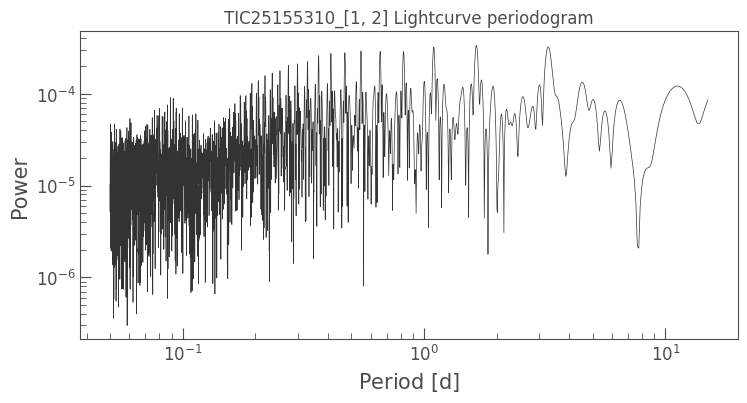 TIC25155310_[1, 2] Lightcurve periodogram
10⁻⁴
10⁻⁵
10⁻⁶
Power
10⁻¹ 10⁰ 10¹
Period [d]